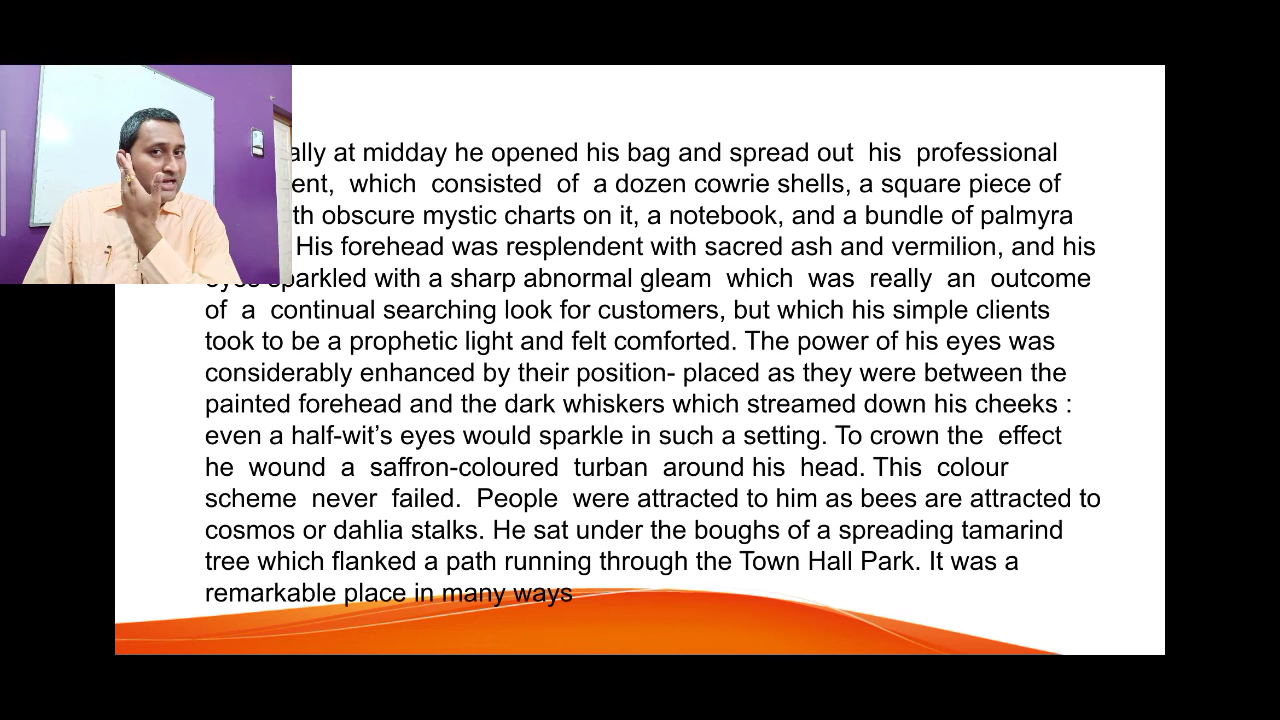 ally at midday he opened his bag and spread out his professional
ent, which consisted of a dozen cowrie shells, a square piece of
th obscure mystic charts on it, a notebook, and a bundle of palmyra
His forehead was resplendent with sacred ash and vermilion, and his
eyes sparkled with a sharp abnormal gleam which was really an outcome
of a continual searching look for customers, but which his simple clients
took to be a prophetic light and felt comforted. The power of his eyes was
considerably enhanced by their position- placed as they were between the
painted forehead and the dark whiskers which streamed down his cheeks :
even a half-wit’s eyes would sparkle in such a setting. To crown the effect
he wound a saffron-coloured turban around his head. This colour
scheme never failed. People were attracted to him as bees are attracted to
cosmos or dahlia stalks. He sat under the boughs of a spreading tamarind
tree which flanked a path running through the Town Hall Park. It was a
remarkable place in many ways